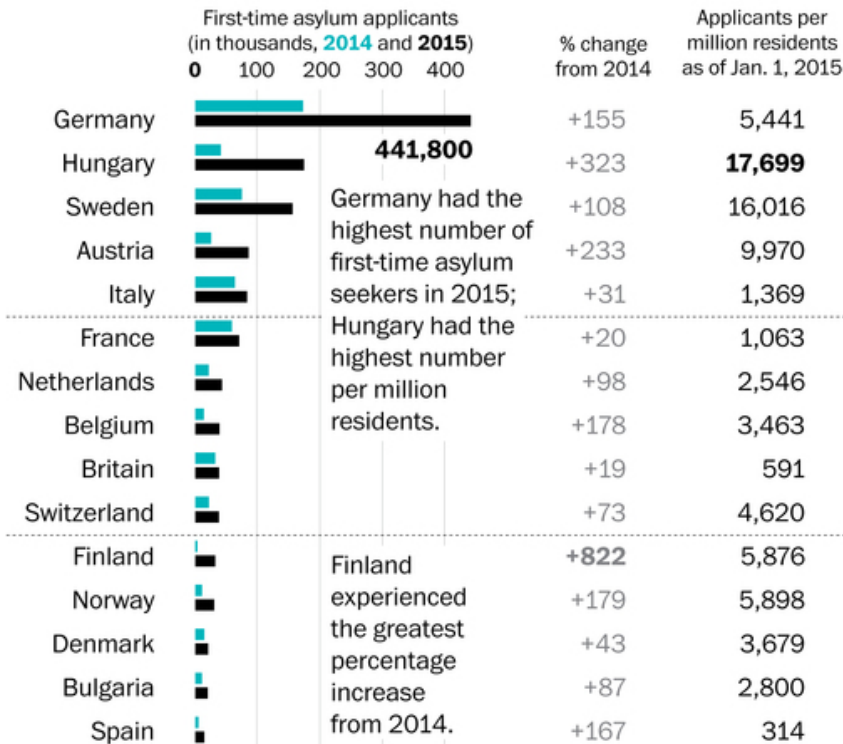 First-time asylum applicants
(in thousands, 2014 and 2015)
% change
from 2014
Applicants per
million residents
as of Jan. 1, 2015
0 100 200 300 400
Germany +155 5,441
441,800
Hungary +323 17,699
Sweden +108 16,016
Austria +233 9,970
Italy +31 1,369
Germany had the
highest number of
first-time asylum
seekers in 2015;
Hungary had the
highest number
per million
residents.
France +20 1,063
Netherlands +98 2,546
Belgium +178 3,463
Britain +19 591
Switzerland +73 4,620
Finland +822 5,876
Norway +179 5,898
Denmark +43 3,679
Bulgaria +87 2,800
Spain +167 314
Finland
experienced
the greatest
percentage
increase
from 2014.